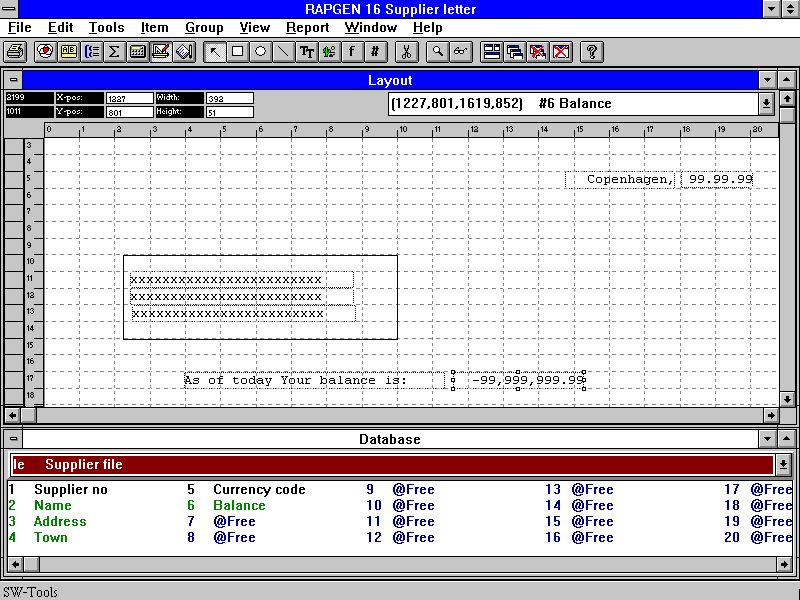 RAPGEN 16 Supplier letter
File Edit Tools Item Group View Report Window Help
Layout
2199 X-pos: 1227 Width: 392
1011 Y-pos: 801 Height: 51
(1227,801,1619,852) #6 Balance
0 1 2 3 4 5 6 7 8 9 10 11 12 13 14 15 16 17 18 19 20
3
4
5
Copenhagen, 99.99.99
6
7
8
9
10
11
xxxxxxxxxxxxxxxxxxxxxxxx
12
xxxxxxxxxxxxxxxxxxxxxxxx
13
xxxxxxxxxxxxxxxxxxxxxxxx
14
15
16
17
As of today Your balance is: -99,999,999.99
18
Database
le Supplier file
1 Supplier no 5 Currency code 9 @Free 13 @Free 17 @Free
2 Name 6 Balance 10 @Free 14 @Free 18 @Free
3 Address 7 @Free 11 @Free 15 @Free 19 @Free
4 Town 8 @Free 12 @Free 16 @Free 20 @Free
SW-Tools